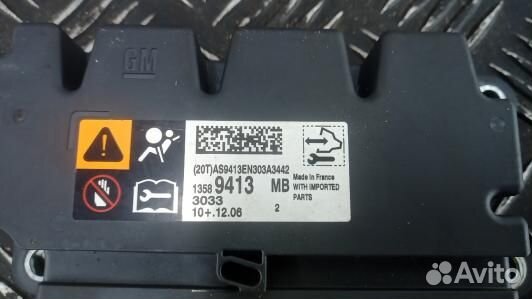 GM
(20T)AS9413EN303A3442
1358 9413 MB
3033
10+.12.06 2
Made in France
WITH IMPORTED
PARTS
Avito